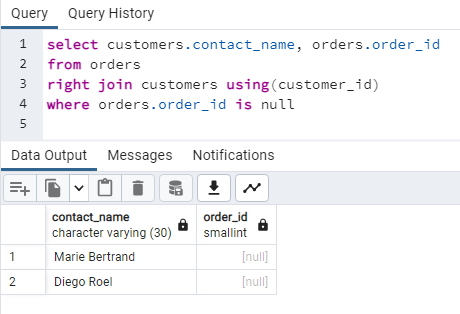 Query Query History
1 select customers.contact_name, orders.order_id
2 from orders
3 right join customers using(customer_id)
4 where orders.order_id is null
5
Data Output Messages Notifications
contact_name order_id
character varying (30) smallint
1 Marie Bertrand [null]
2 Diego Roel [null]